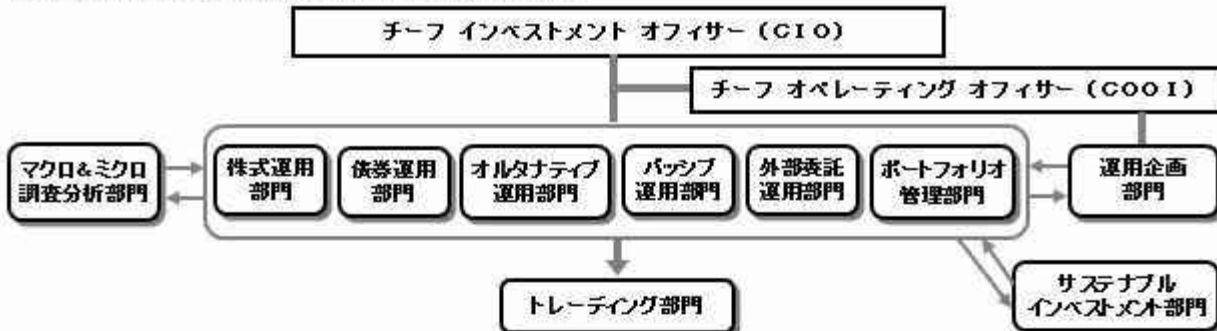 チーフ インベストメント オフィサー (CIO)
チーフ オペレーティング オフィサー (COOI)
マクロ&ミクロ
調査分析部門
株式運用
部門
債券運用
部門
オルタナティブ
運用部門
パッシブ
運用部門
外部委託
運用部門
ポートフォリオ
管理部門
運用企画
部門
トレーディング部門
サステナブル
インベストメント部門